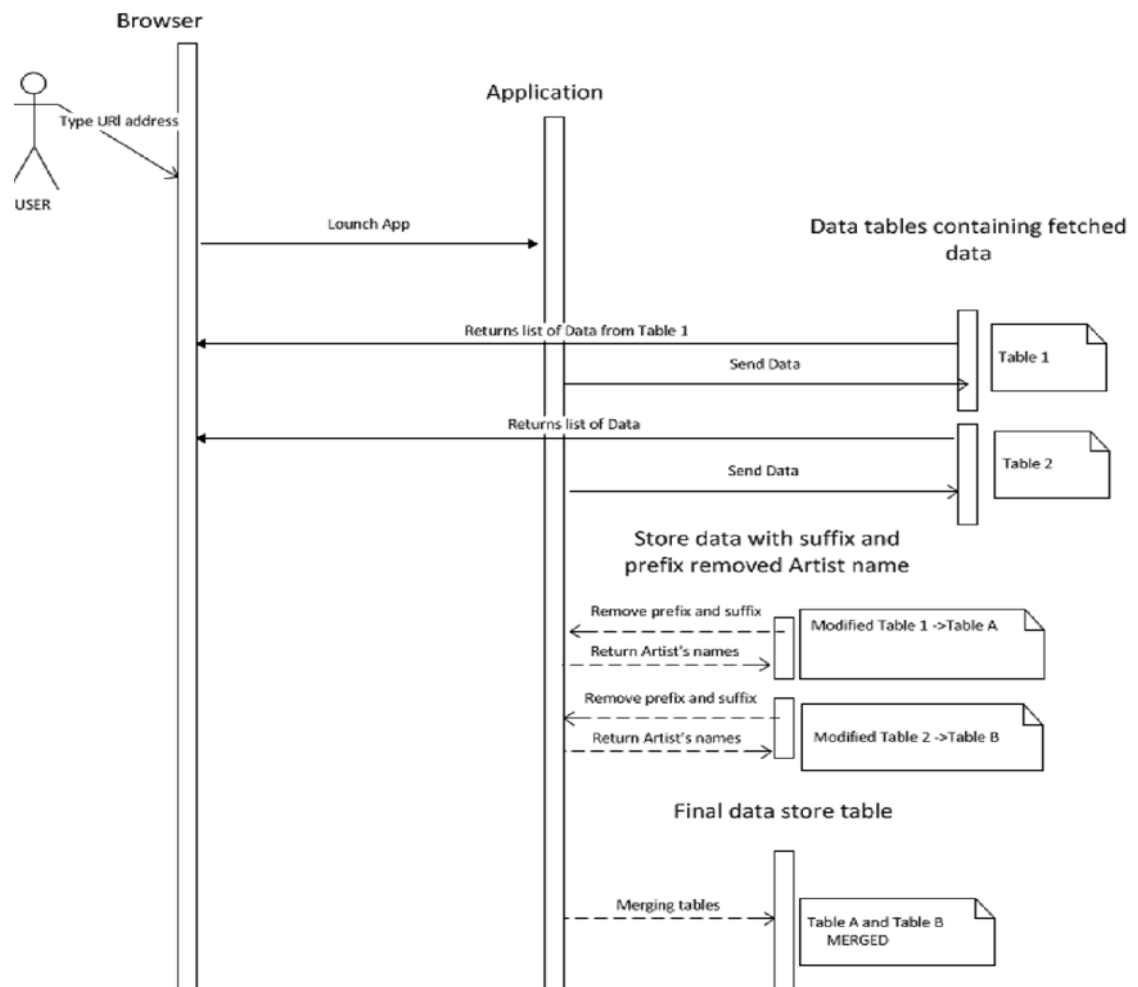 Browser
Application
Type URl address
USER
Lounch App
Data tables containing fetched
data
Returns list of Data from Table 1
Table 1
Send Data
Returns list of Data
Table 2
Send Data
Store data with suffix and
prefix removed Artist name
Remove prefix and suffix
Modified Table 1 ->Table A
Return Artist's names
Remove prefix and suffix
Return Artist's names
Modified Table 2 ->Table B
Final data store table
Merging tables
Table A and Table B
MERGED